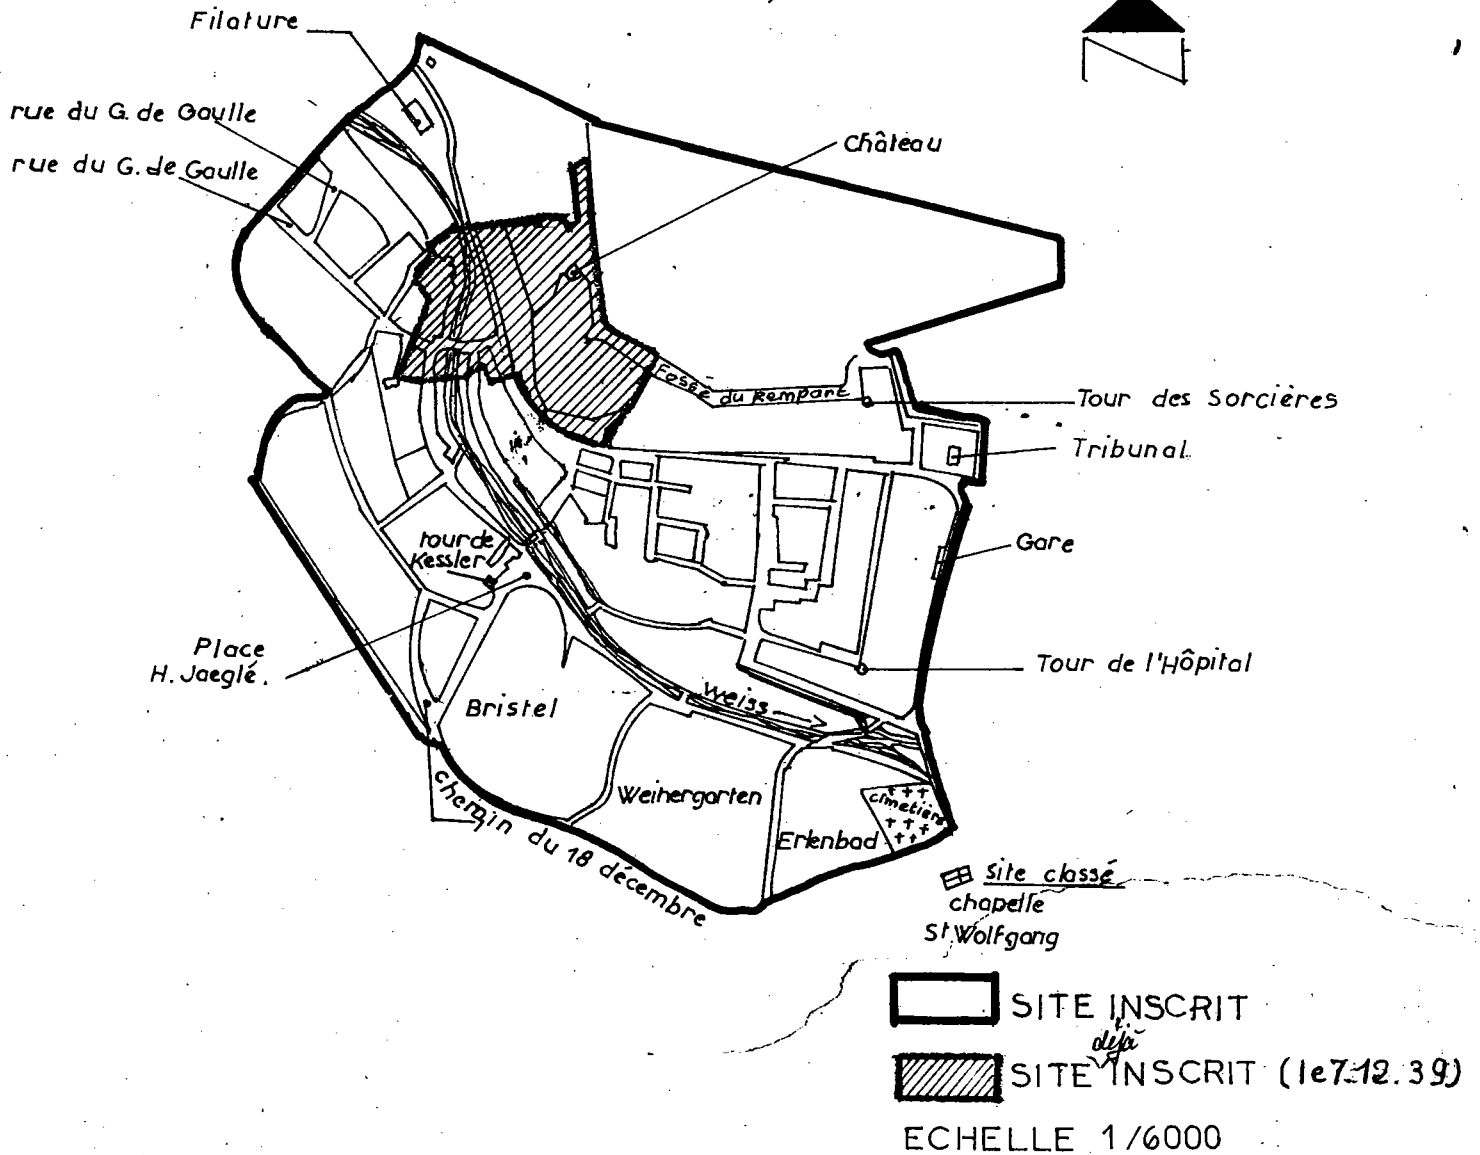 Filature
rue du G. de Goulle
rue du G. de Gaulle
Château
Fossé du Rempart
Tour des Sorcières
Tribunal
Gare
tour de
Kessler
Place
H. Jaeglé.
Tour de l'Hôpital
Weiss
Bristel
Weihergarten
Erlenbad
cimetière
chemin du 18 décembre
site classé
chapelle
St Wolfgang
SITE INSCRIT
déjà
SITE INSCRIT (le 7.12.39)
ECHELLE 1/6000